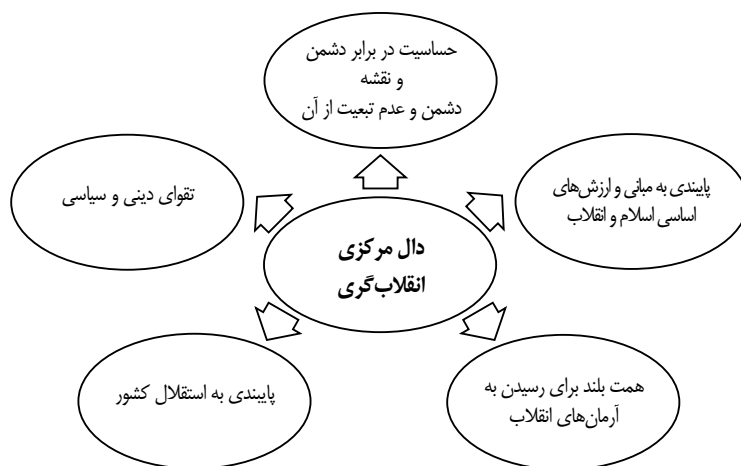 حساسیت در برابر دشمن
و نقشه
دشمن و عدم تبعیت از آن
پایبندی به مبانی و ارزش‌های
اساسی اسلام و انقلاب
تقوای دینی و سیاسی
دال مرکزی
انقلاب‌گری
همت بلند برای رسیدن به
آرمان‌های انقلاب
پایبندی به استقلال کشور